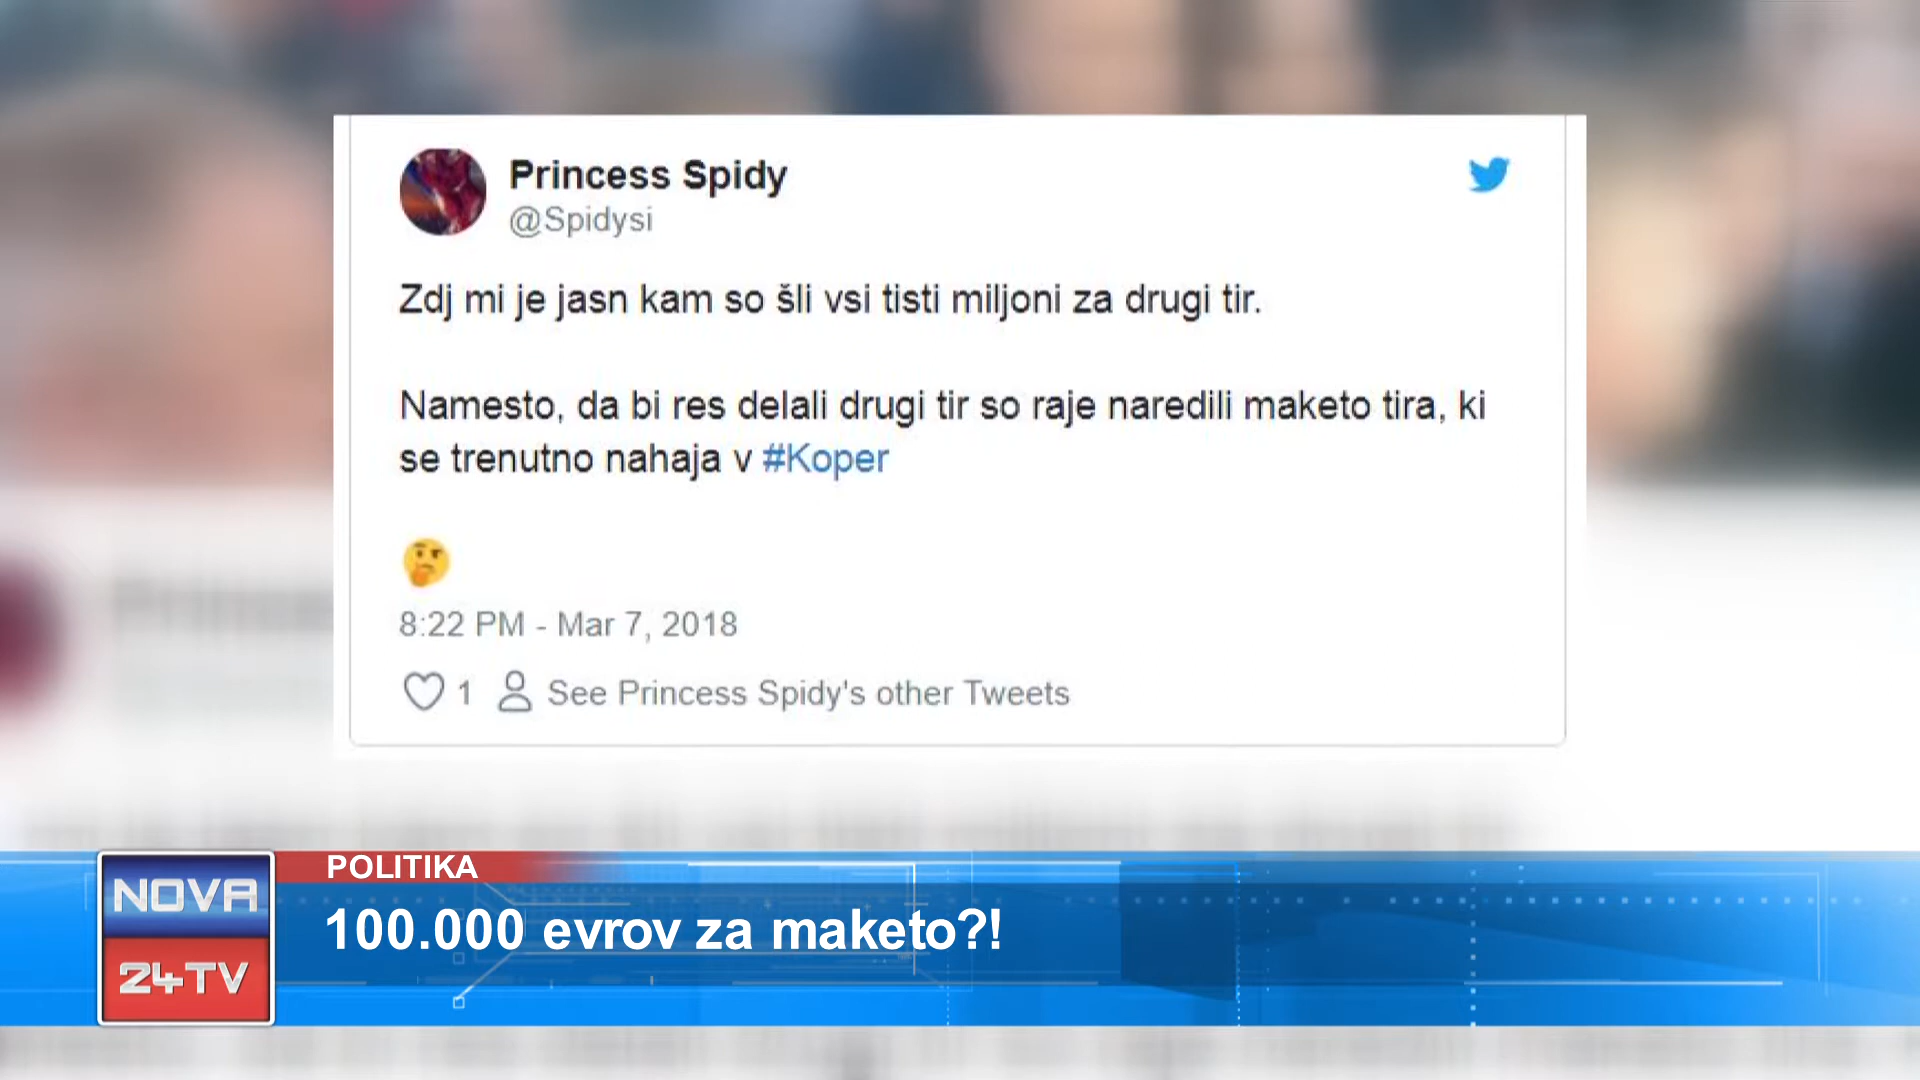 Princess Spidy
@Spidysi
Zdj mi je jasn kam so šli vsi tisti miljoni za drugi tir.
Namesto, da bi res delali drugi tir so raje naredili maketo tira, ki
se trenutno nahaja v #Koper
🤔
8:22 PM - Mar 7, 2018
1 See Princess Spidy's other Tweets
POLITIKA
NOVA
100.000 evrov za maketo?!
24TV